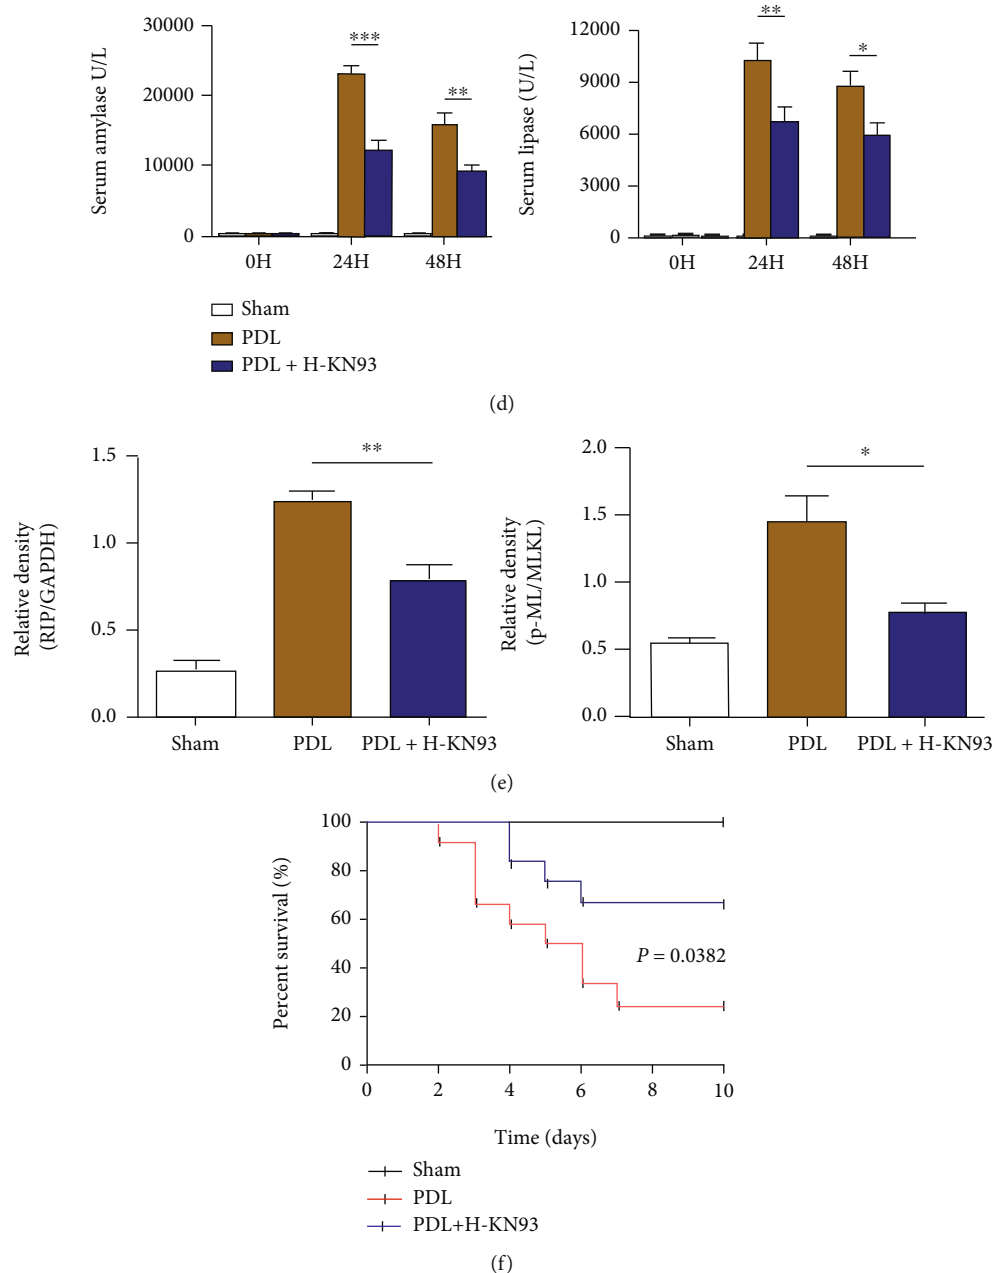 Serum amylase U/L
30000
20000
10000
0
***
**
0H
24H
48H
Serum lipase (U/L)
12000
9000
6000
3000
0
**
*
0H
24H
48H
Sham
PDL
PDL + H-KN93
(d)
Relative density
(RIP/GAPDH)
1.5
1.0
0.5
0.0
**
Sham
PDL
PDL + H-KN93
Relative density
(p-ML/MLKL)
2.0
1.5
1.0
0.5
0.0
*
Sham
PDL
PDL + H-KN93
(e)
Percent survival (%)
100
80
60
40
20
0
P = 0.0382
0
2
4
6
8
10
Time (days)
Sham
PDL
PDL+H-KN93
(f)